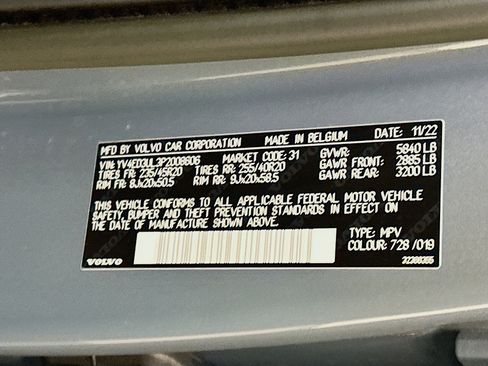 MFD BY VOLVO CAR CORPORATION MADE IN BELGIUM DATE: 11/22
VIN: YV4ED3UL3P2008606 MARKET CODE: 31 GVWR: 5840 LB
TIRES FR: 235/45R20 TIRES RR: 255/40R20 GAWR FRONT: 2885 LB
RIM FR: 8Jx20x50.5 RIM RR: 9Jx20x58.5 GAWR REAR: 3200 LB
THIS VEHICLE CONFORMS TO ALL APPLICABLE FEDERAL MOTOR VEHICLE
SAFETY, BUMPER AND THEFT PREVENTION STANDARDS IN EFFECT ON
THE DATE OF MANUFACTURE SHOWN ABOVE.
TYPE: MPV
COLOUR: 728 /019
VOLVO